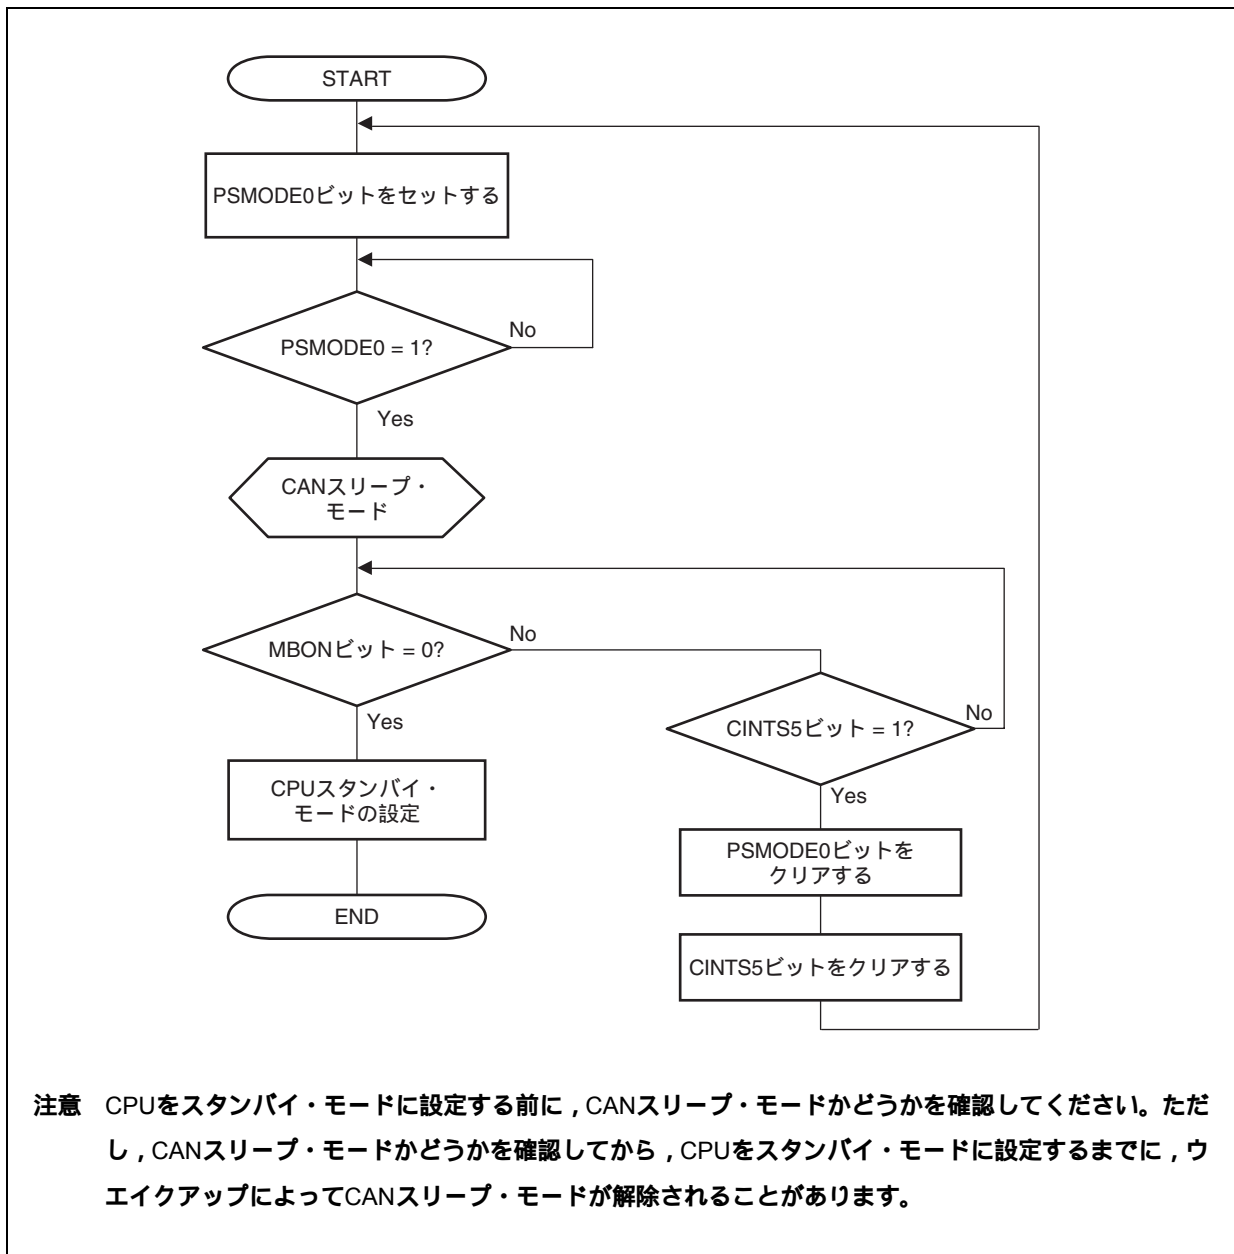 START
PSMODE0ビットをセットする
PSMODE0 = 1?
No
Yes
CANスリープ・
モード
MBONビット = 0?
No
Yes
CINTS5ビット = 1?
No
Yes
CPUスタンバイ・
モードの設定
PSMODE0ビットを
クリアする
END
CINTS5ビットをクリアする
注意 CPUをスタンバイ・モードに設定する前に，CANスリープ・モードかどうかを確認してください。ただ
し，CANスリープ・モードかどうかを確認してから，CPUをスタンバイ・モードに設定するまでに，ウ
エイクアップによってCANスリープ・モードが解除されることがあります。